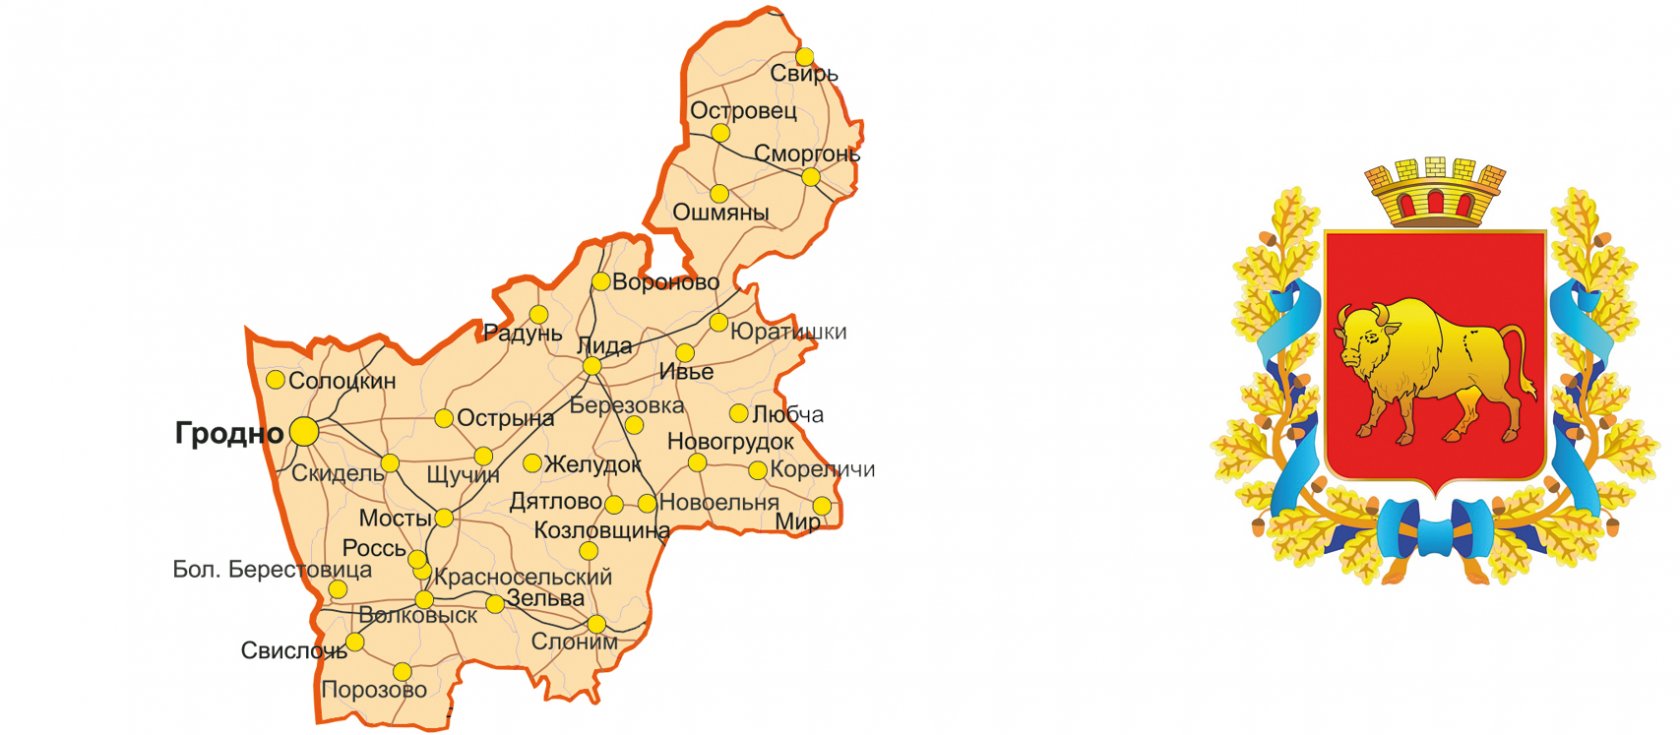 Свирь
Островец
Сморгонь
Ошмяны
Вороново
Радунь
Юратишки
Лида
Ивье
Солоцкин
Березовка
Любча
Острына
Гродно
Новогрудок
Желудок
Кореличи
Скидель
Щучин
Дятлово
Новоельня
Мосты
Мир
Козловщина
Россь
Бол. Берестовица
Красносельский
Зельва
Волковыск
Слоним
Свислочь
Порозово